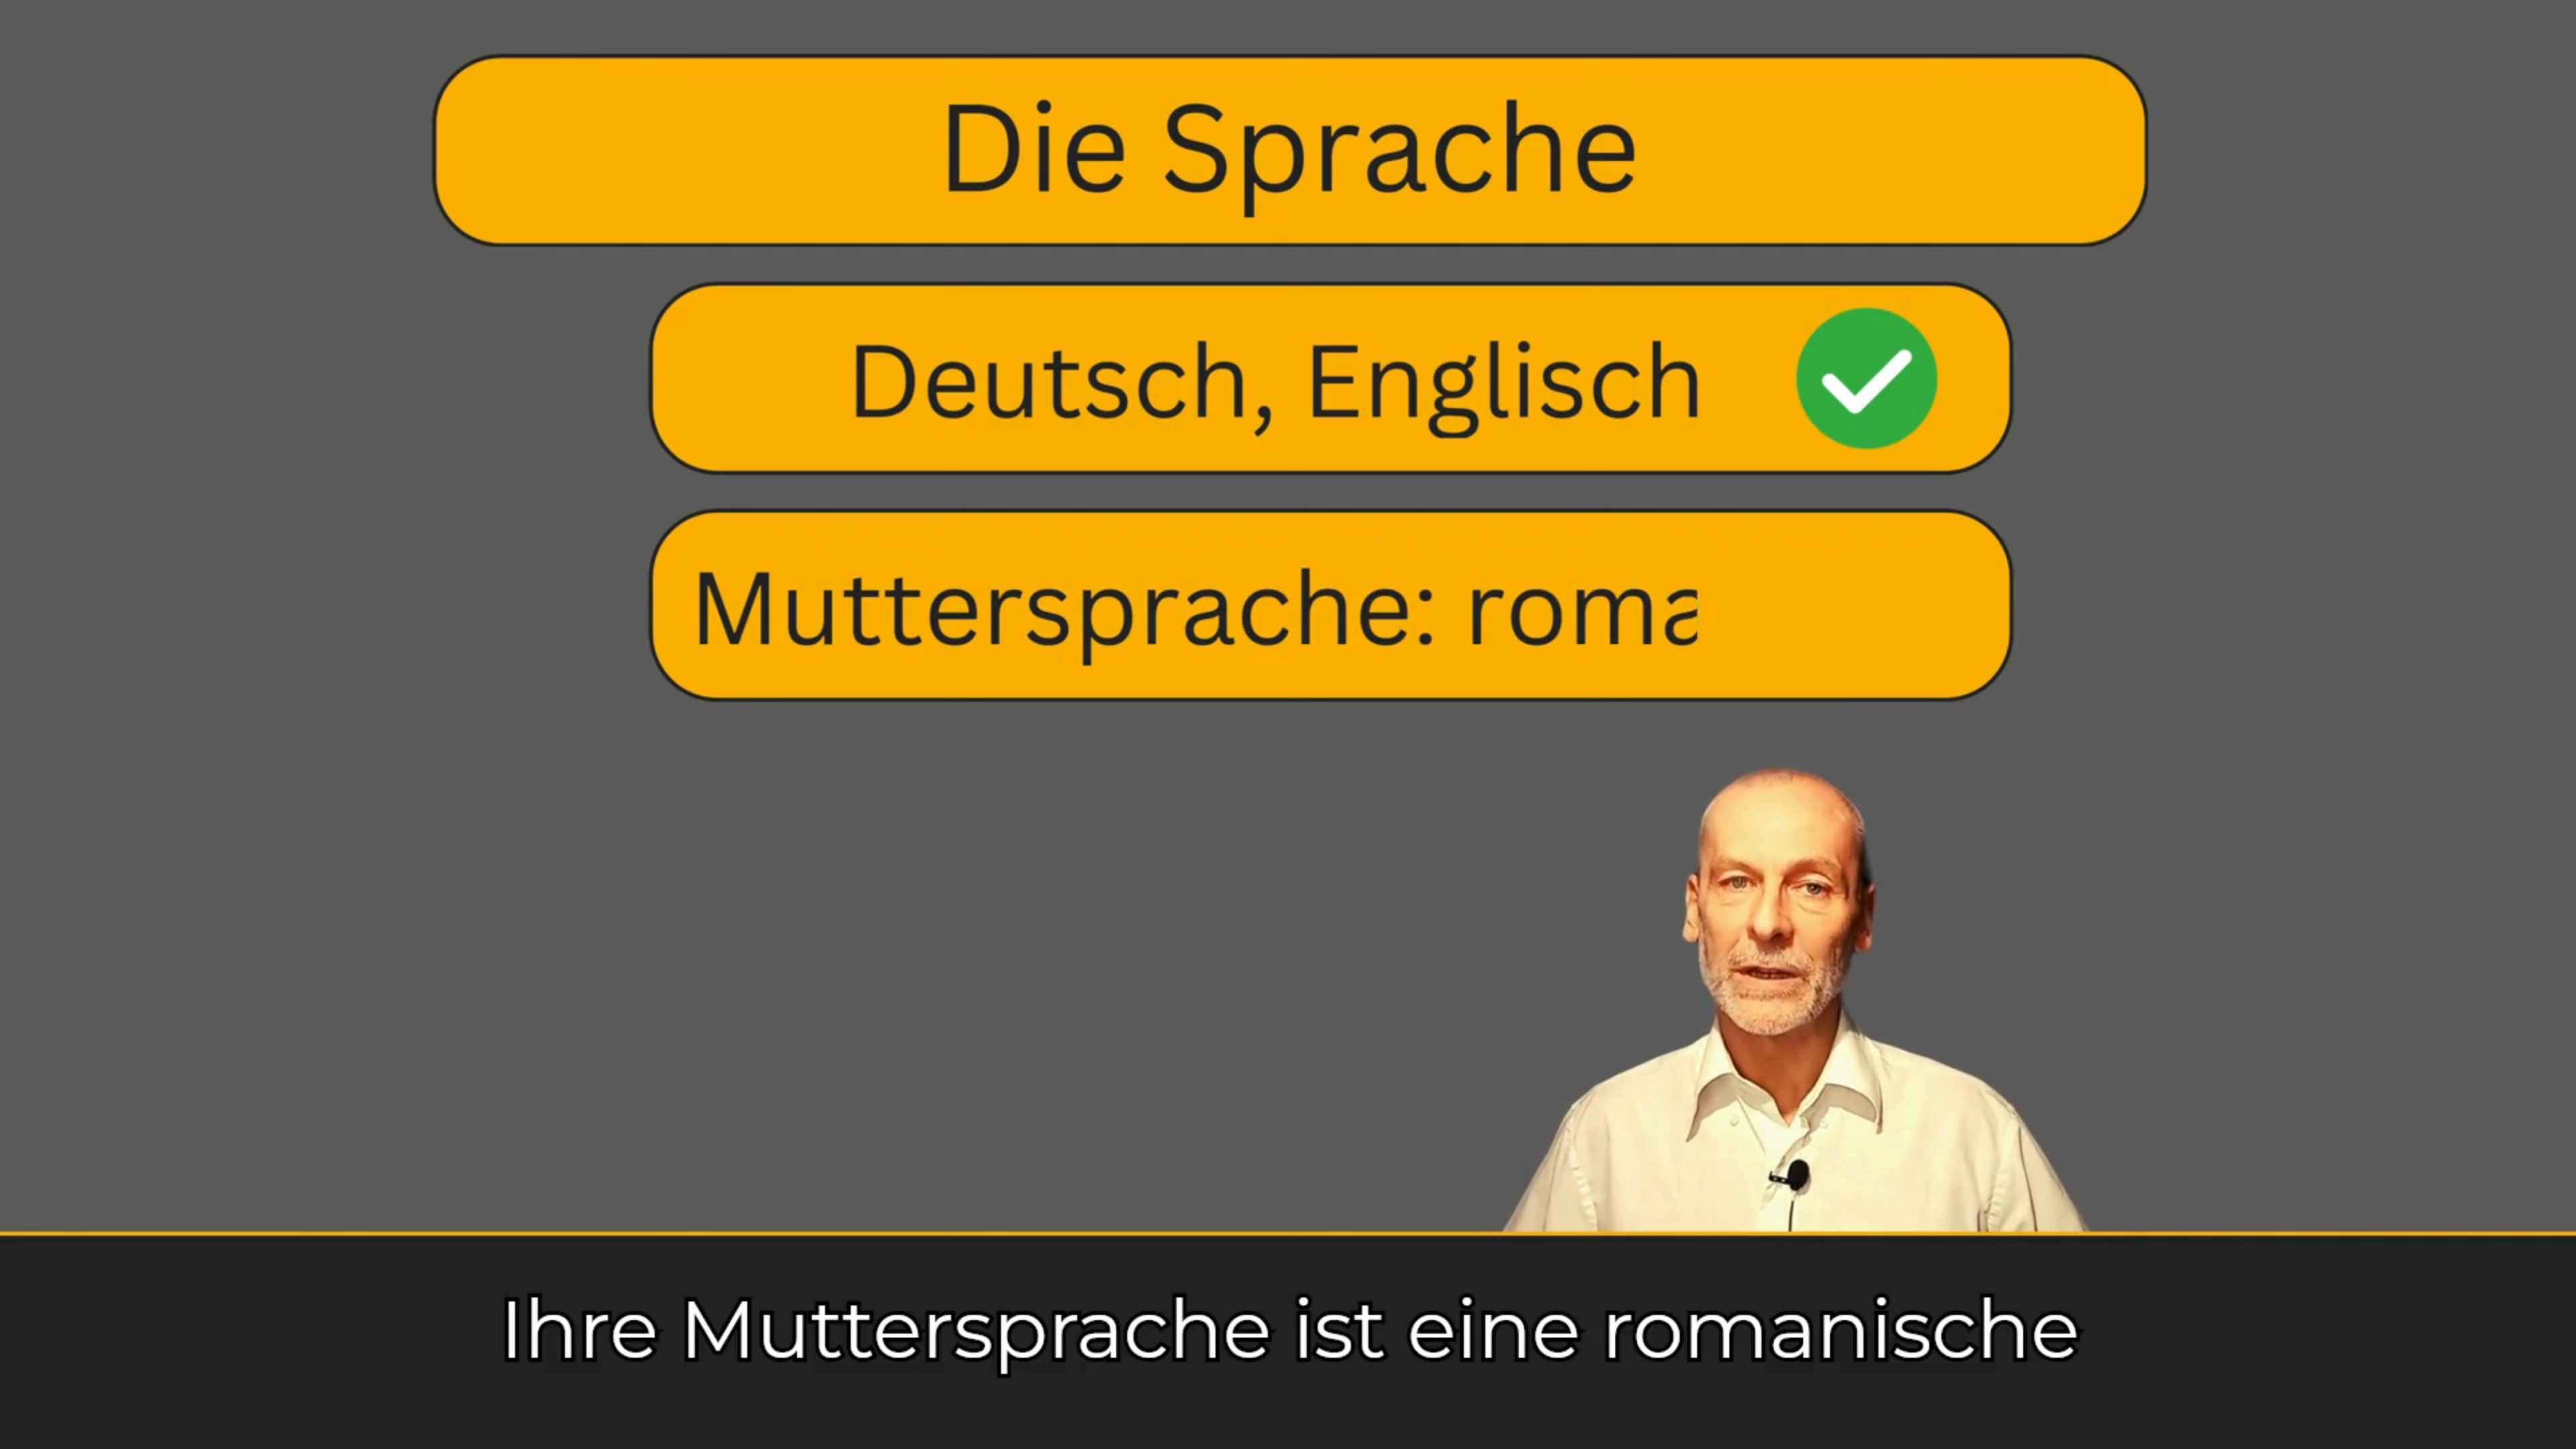 Die Sprache
Deutsch, Englisch
Muttersprache: roma
Ihre Muttersprache ist eine romanische